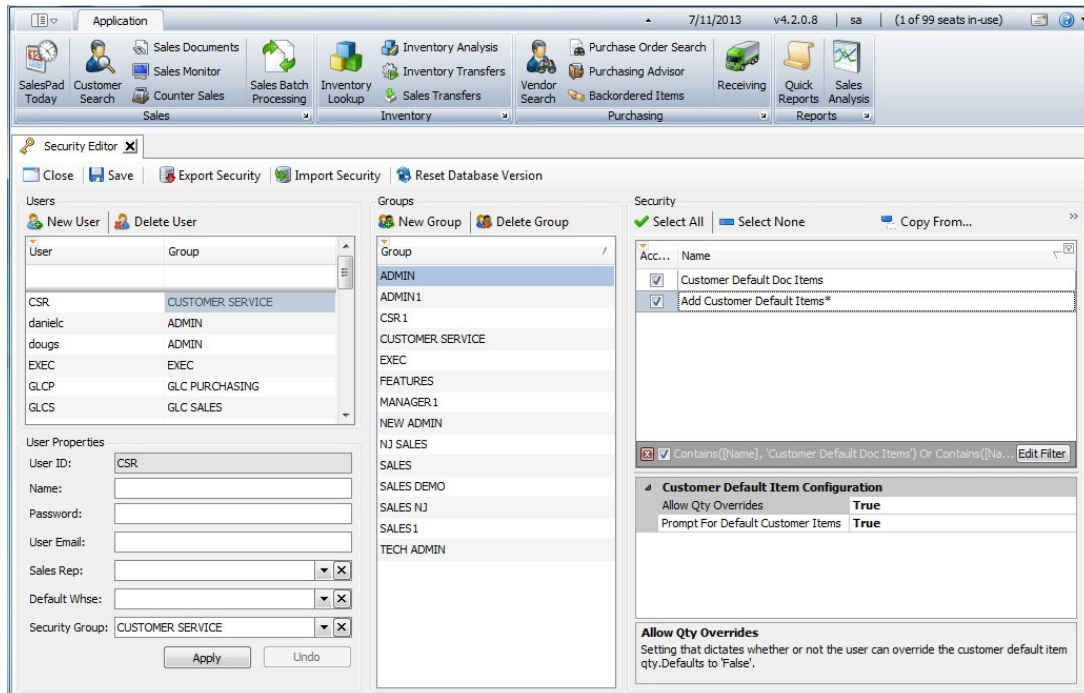 Application
7/11/2013 v4.2.0.8 sa (1 of 99 seats in-use)
SalesPad Today
Customer Search
Sales Documents
Sales Monitor
Counter Sales
Sales Batch Processing
Sales
Inventory Lookup
Inventory Analysis
Inventory Transfers
Sales Transfers
Inventory
Vendor Search
Purchase Order Search
Purchasing Advisor
Backordered Items
Receiving
Purchasing
Quick Reports
Sales Analysis
Reports
Security Editor
Close Save Export Security Import Security Reset Database Version
Users
New User Delete User
User Group
CSR CUSTOMER SERVICE
danielc ADMIN
dougs ADMIN
EXEC EXEC
GLCP GLC PURCHASING
GLCS GLC SALES
User Properties
User ID: CSR
Name:
Password:
User Email:
Sales Rep:
Default Whse:
Security Group: CUSTOMER SERVICE
Apply Undo
Groups
New Group Delete Group
Group
ADMIN
ADMIN1
CSR1
CUSTOMER SERVICE
EXEC
FEATURES
MANAGER1
NEW ADMIN
NJ SALES
SALES
SALES DEMO
SALES NJ
SALES1
TECH ADMIN
Security
Select All Select None Copy From... »
Acc... Name
Customer Default Doc Items
Add Customer Default Items*
Contains([Name], 'Customer Default Doc Items') Or Contains([Na... Edit Filter
Customer Default Item Configuration
Allow Qty Overrides True
Prompt For Default Customer Items True
Allow Qty Overrides
Setting that dictates whether or not the user can override the customer default item
qty.Defaults to 'False'.